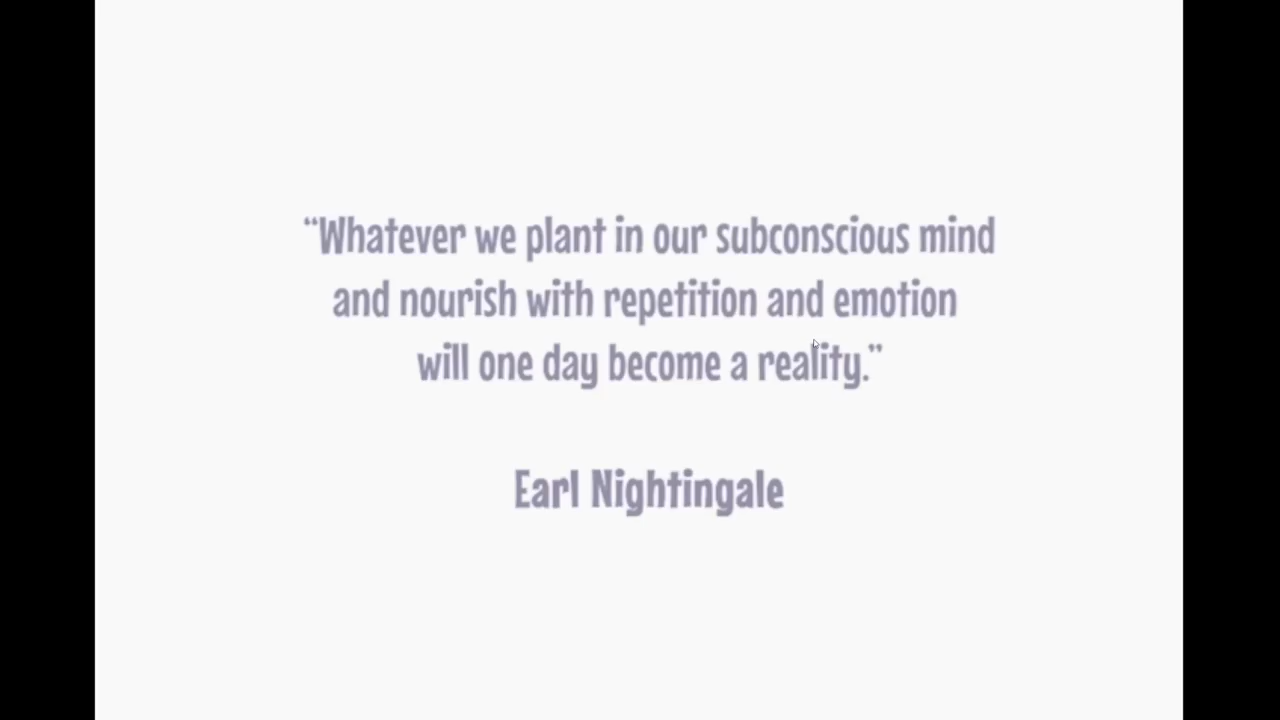 “Whatever we plant in our subconscious mind
and nourish with repetition and emotion
will one day become a reality.”
Earl Nightingale